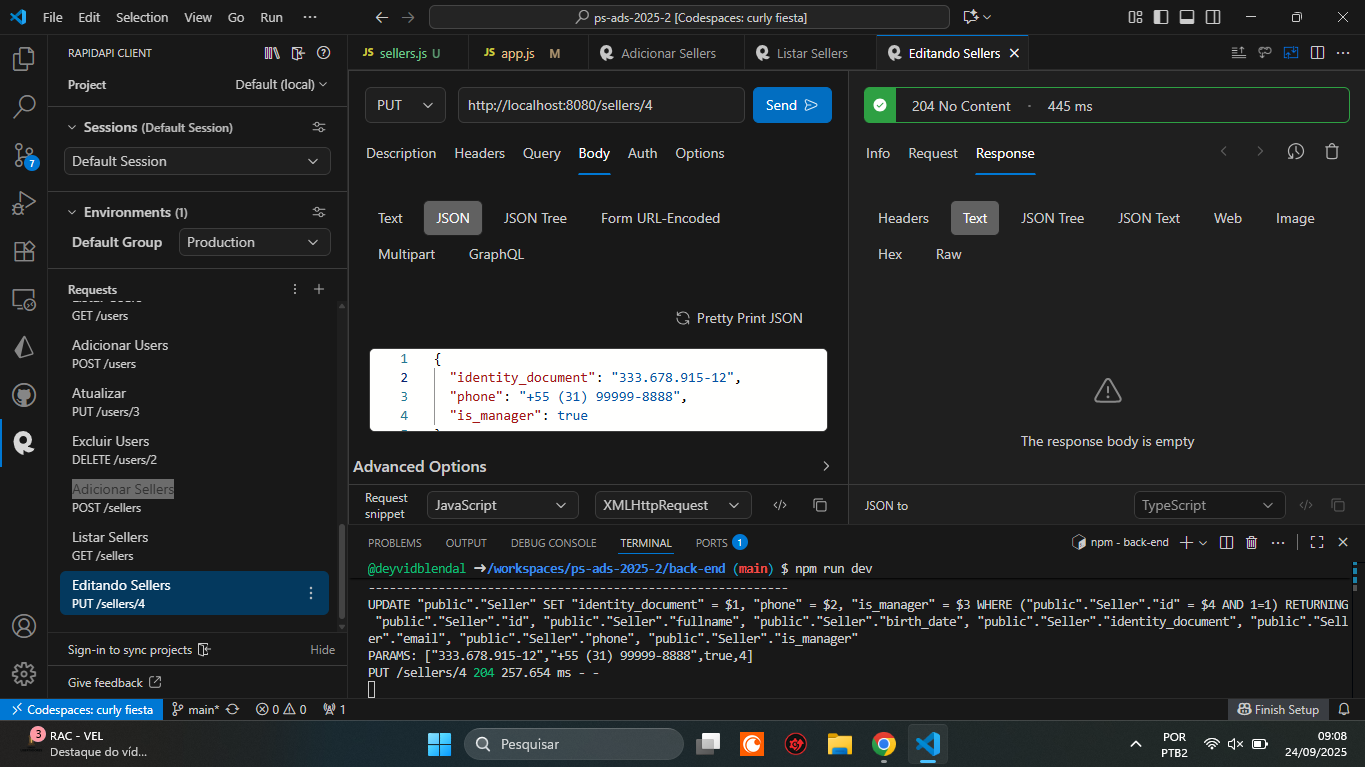 File Edit Selection View Go Run ···
ps-ads-2025-2 [Codespaces: curly fiesta]
RAPIDAPI CLIENT
Project
Default (local)
Sessions (Default Session)
Default Session
Environments (1)
Default Group
Production
Requests
Listar Users
GET /users
Adicionar Users
POST /users
Atualizar
PUT /users/3
Excluir Users
DELETE /users/2
Adicionar Sellers
POST /sellers
Listar Sellers
GET /sellers
Editando Sellers
PUT /sellers/4
Sign-in to sync projects
Hide
Give feedback
7
JS sellers.js U
JS app.js M
Adicionar Sellers
Listar Sellers
Editando Sellers
PUT
http://localhost:8080/sellers/4
Send
Description Headers Query Body Auth Options
Text JSON JSON Tree Form URL-Encoded
Multipart GraphQL
Pretty Print JSON
1 {
2 "identity_document": "333.678.915-12",
3 "phone": "+55 (31) 99999-8888",
4 "is_manager": true
Advanced Options
Request snippet
JavaScript
XMLHttpRequest
204 No Content · 445 ms
Info Request Response
Headers Text JSON Tree JSON Text Web Image
Hex Raw
The response body is empty
JSON to
TypeScript
PROBLEMS OUTPUT DEBUG CONSOLE TERMINAL PORTS 1
npm - back-end
@deyvidblendal ➜/workspaces/ps-ads-2025-2/back-end (main) $ npm run dev
--------------------------------------------------------
UPDATE "public"."Seller" SET "identity_document" = $1, "phone" = $2, "is_manager" = $3 WHERE ("public"."Seller"."id" = $4 AND 1=1) RETURNING
"public"."Seller"."id", "public"."Seller"."fullname", "public"."Seller"."birth_date", "public"."Seller"."identity_document", "public"."Sell
er"."email", "public"."Seller"."phone", "public"."Seller"."is_manager"
PARAMS: ["333.678.915-12","+55 (31) 99999-8888",true,4]
PUT /sellers/4 204 257.654 ms - -
Codespaces: curly fiesta
main*
0 0
1
Finish Setup
3
RAC - VEL
Destaque do víd...
Pesquisar
POR
PTB2
09:08
24/09/2025